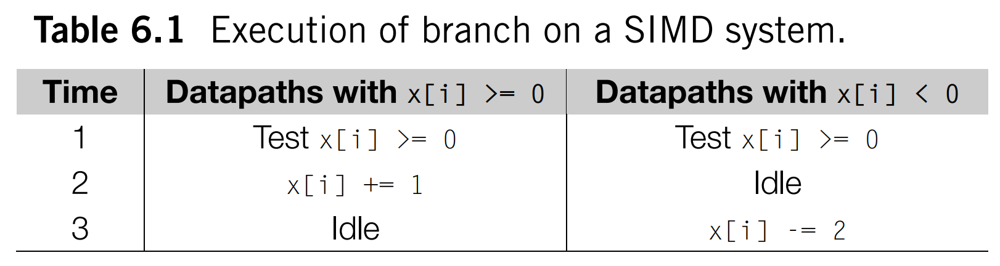 Table 6.1 Execution of branch on a SIMD system.
Time Datapaths with x[i] >= 0 Datapaths with x[i] < 0
1 Test x[i] >= 0 Test x[i] >= 0
2 x[i] += 1 Idle
3 Idle x[i] -= 2